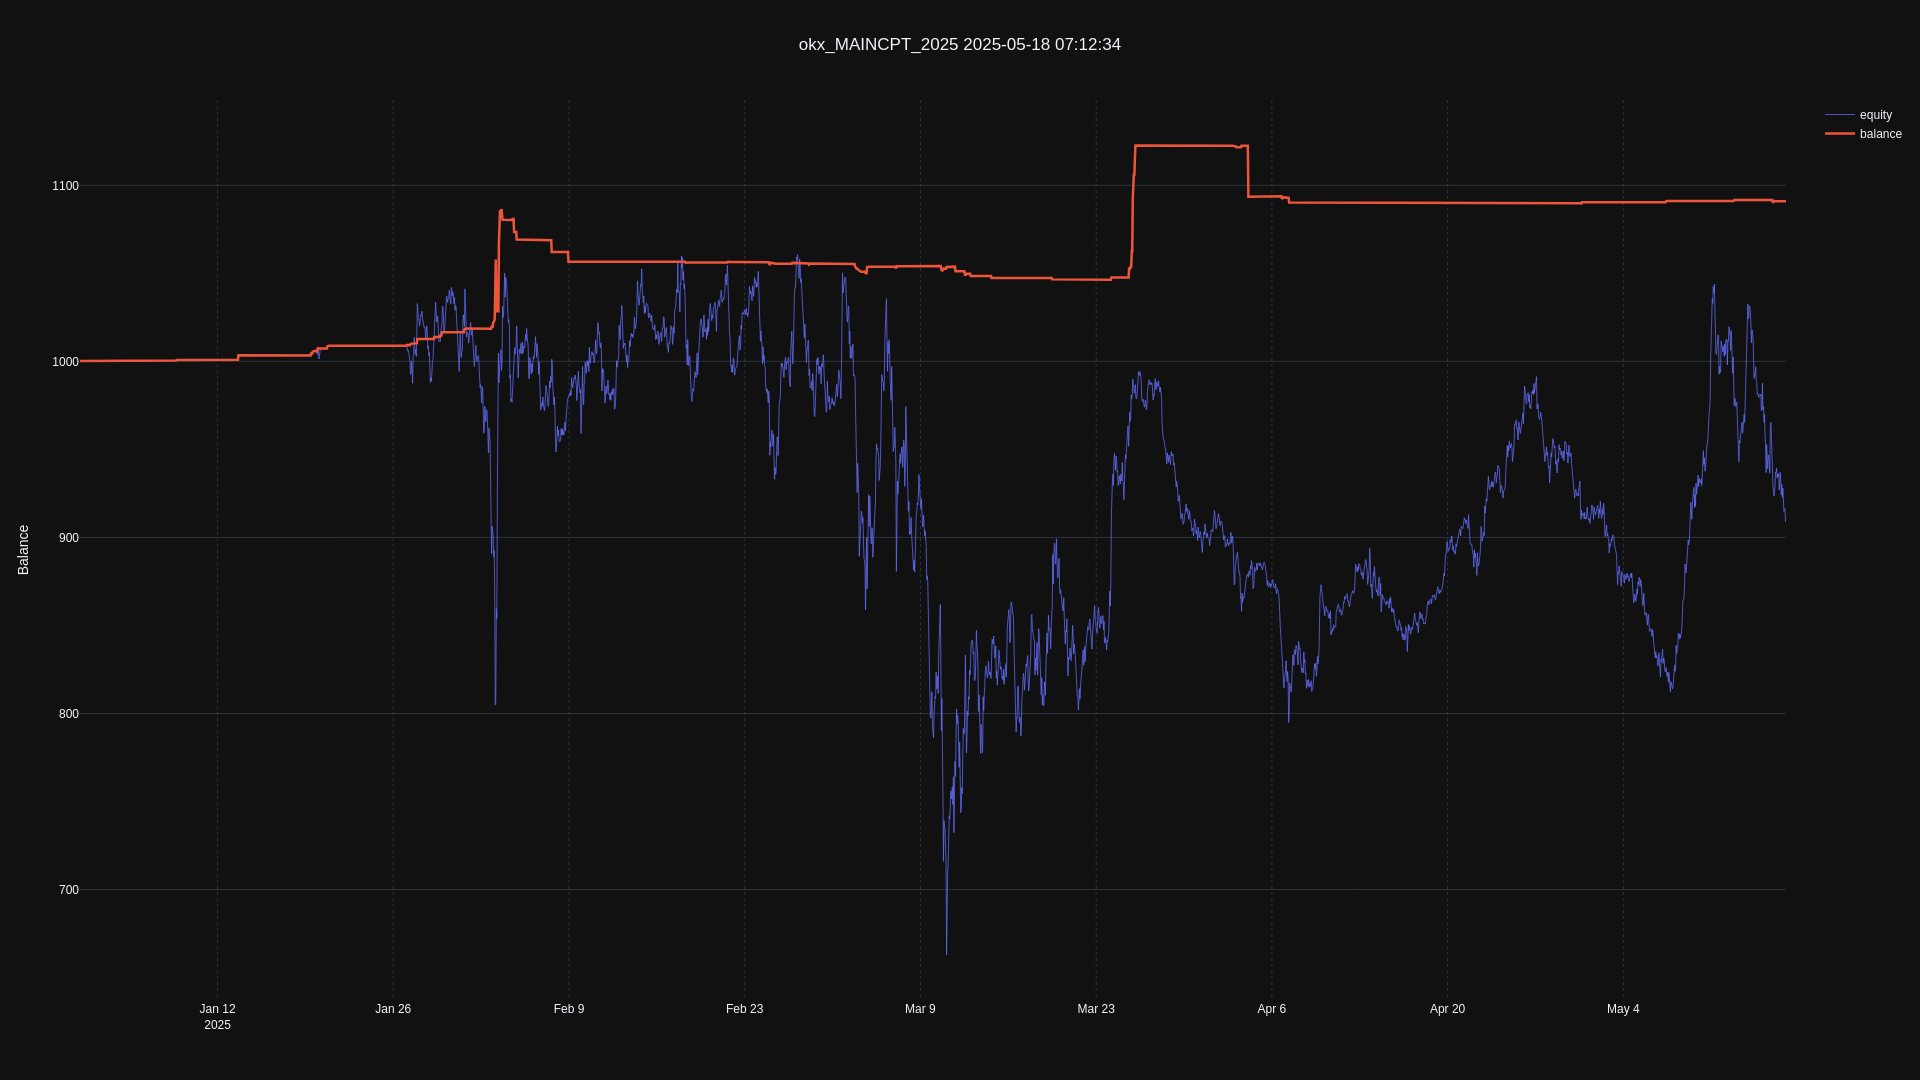 okx_MAINCPT_2025 2025-05-18 07:12:34
equity
balance
1100
1000
900
800
700
Balance
Jan 12
2025
Jan 26
Feb 9
Feb 23
Mar 9
Mar 23
Apr 6
Apr 20
May 4